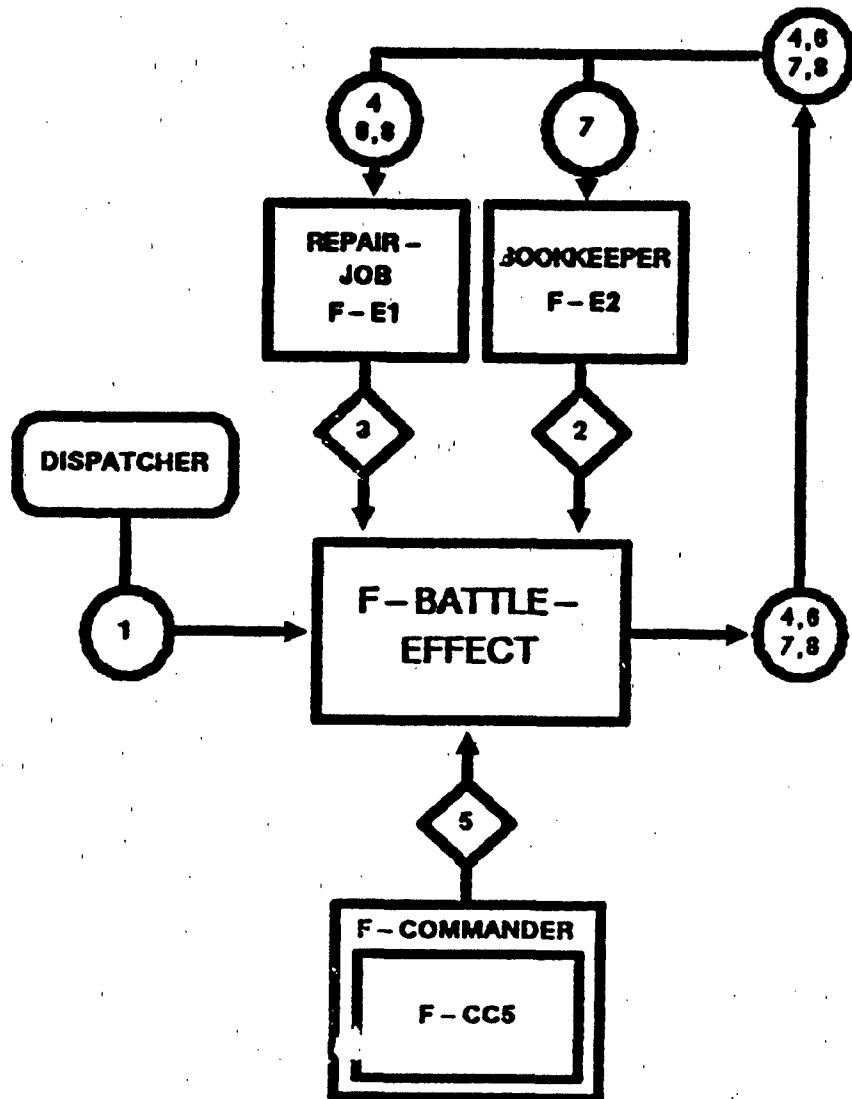 4,6
7,8
4
6,8
7
REPAIR-
JOB
F-E1
BOOKKEEPER
F-E2
3
2
DISPATCHER
1
F-BATTLE-
EFFECT
4,6
7,8
5
F-COMMANDER
F-CC5